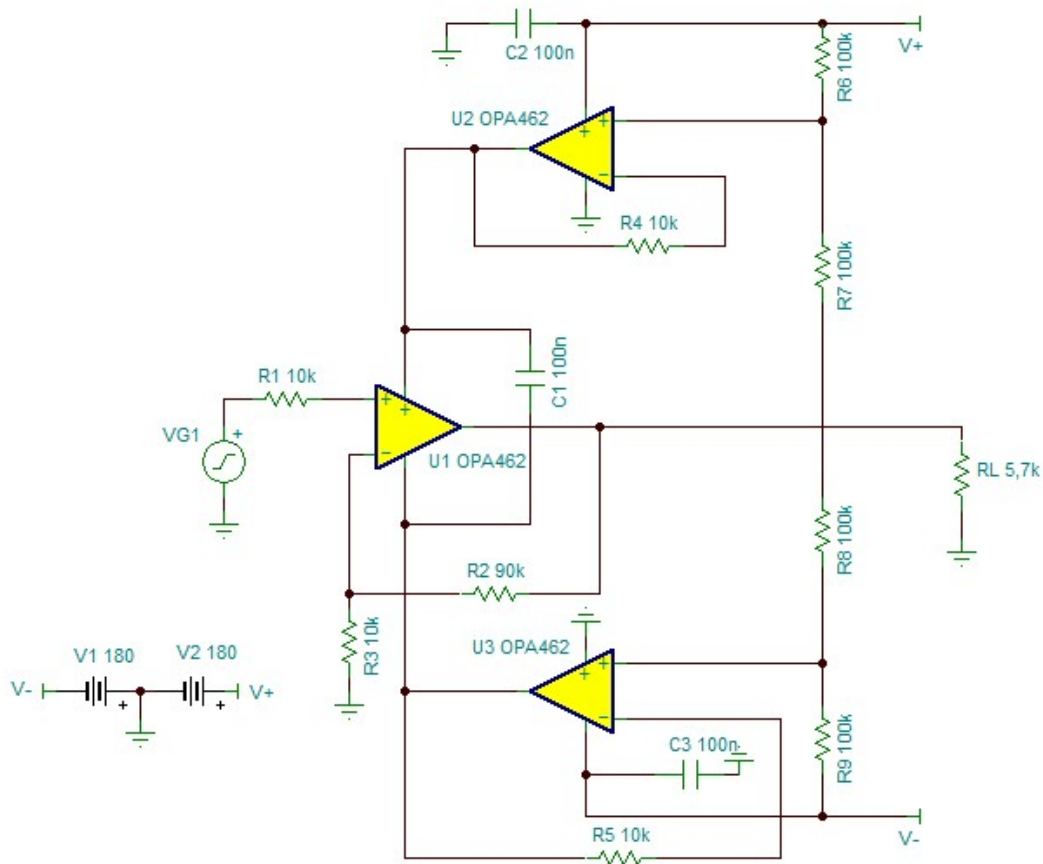 C2 100n
V+
R6 100k
U2 OPA462
R4 10k
R7 100k
R1 10k
C1 100n
VG1
U1 OPA462
RL 5,7k
R8 100k
R2 90k
R3 10k
U3 OPA462
V1 180
V2 180
V-
V+
C3 100n
R9 100k
R5 10k
V-